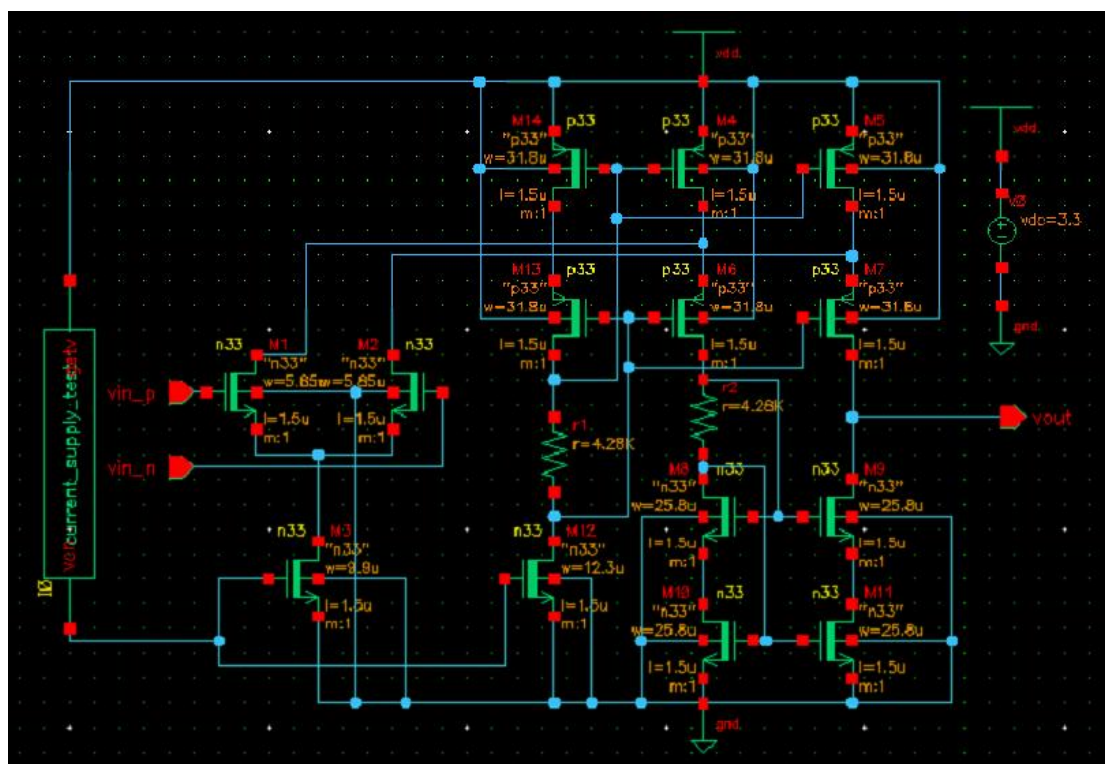 vdd.
M14 p33
"p33"
w=31.8u
l=1.5u
m:1
M4 p33
"p33"
w=31.8u
l=1.5u
m:1
M5 p33
"p33"
w=31.8u
l=1.5u
m:1
vdd.
v0
vdc=3.3
gnd.
M13 p33
"p33"
w=31.8u
l=1.5u
m:1
M6 p33
"p33"
w=31.8u
l=1.5u
m:1
M7 p33
"p33"
w=31.8u
l=1.5u
m:1
n33 M1
"n33"
w=5.85u
l=1.5u
m:1
M2 n33
"n33"
w=5.85u
l=1.5u
m:1
vin_p
vin_n
current_supply_test
I0
r1
r=4.28K
r2
r=4.28K
vout
M8 n33
"n33"
w=25.8u
l=1.5u
m:1
n33 M9
"n33"
w=25.8u
l=1.5u
m:1
n33 M3
"n33"
w=9.9u
l=1.5u
m:1
n33 M12
"n33"
w=12.3u
l=1.5u
m:1
M10 n33
"n33"
w=25.8u
l=1.5u
m:1
n33 M11
"n33"
w=25.8u
l=1.5u
m:1
gnd.